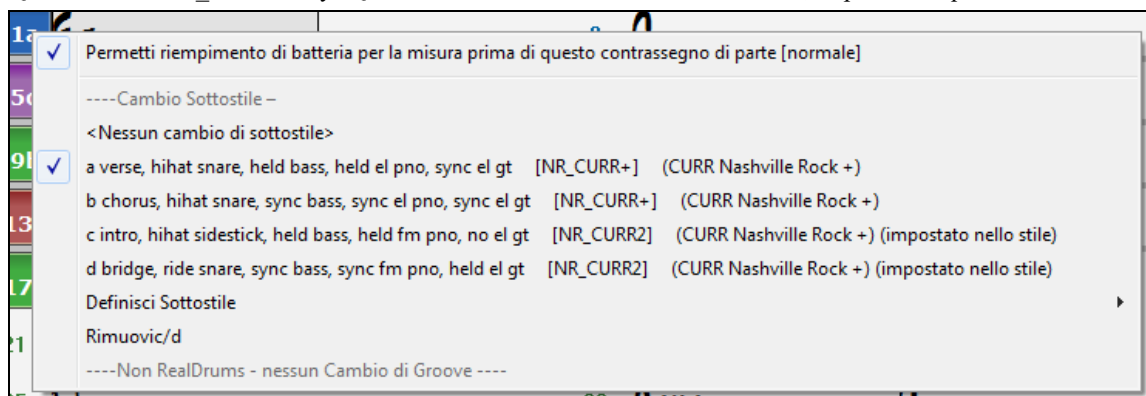 1a
Permetti riempimento di batteria per la misura prima di questo contrassegno di parte [normale]
----Cambio Sottostile –
<Nessun cambio di sottostile>
a verse, hihat snare, held bass, held el pno, sync el gt [NR_CURR+] (CURR Nashville Rock +)
b chorus, hihat snare, sync bass, sync el pno, sync el gt [NR_CURR+] (CURR Nashville Rock +)
c intro, hihat sidestick, held bass, held fm pno, no el gt [NR_CURR2] (CURR Nashville Rock +) (impostato nello stile)
d bridge, ride snare, sync bass, sync fm pno, held el gt [NR_CURR2] (CURR Nashville Rock +) (impostato nello stile)
Definisci Sottostile
Rimuovic/d
----Non RealDrums - nessun Cambio di Groove ----